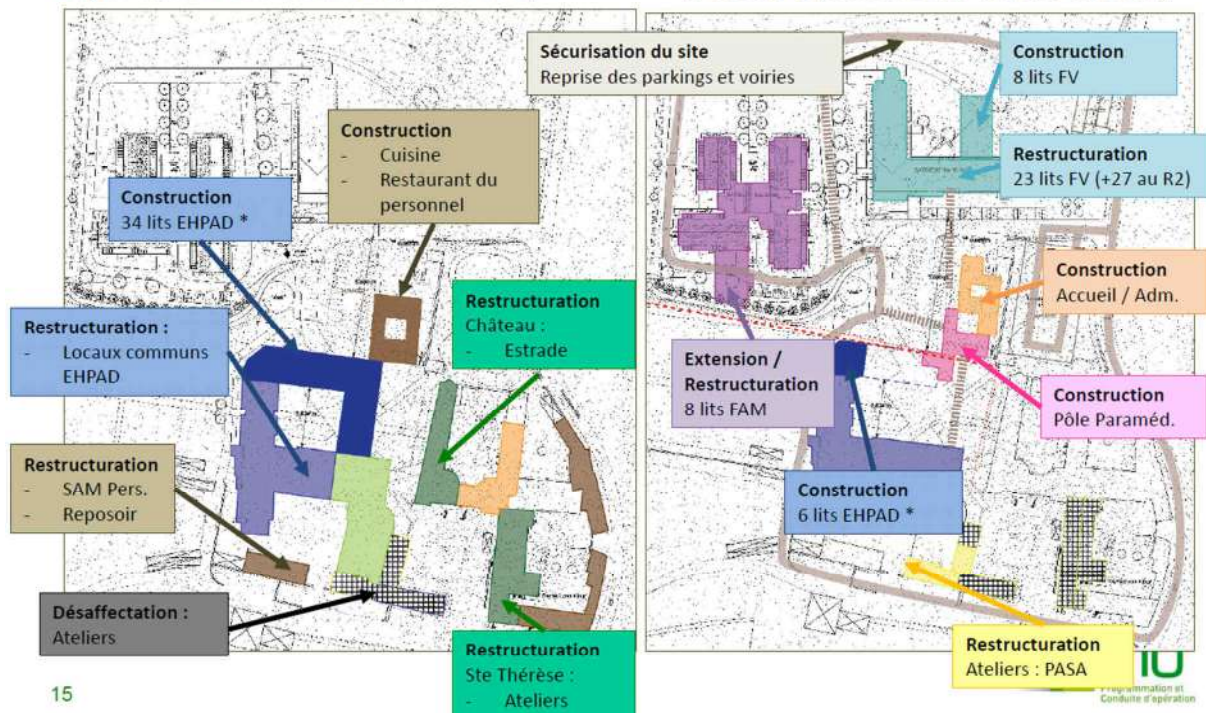 Construction
- Cuisine
- Restaurant du
personnel
Construction
34 lits EHPAD *
Restructuration :
- Locaux communs
EHPAD
Restructuration
Château :
- Estrade
Restructuration
- SAM Pers.
- Reposoir
Désaffectation :
Ateliers
Restructuration
Ste Thérèse :
- Ateliers
Sécurisation du site
Reprise des parkings et voiries
Construction
8 lits FV
Restructuration
23 lits FV (+27 au R2)
Construction
Accueil / Adm.
Extension /
Restructuration
8 lits FAM
Construction
Pôle Paraméd.
Construction
6 lits EHPAD *
Restructuration
Ateliers : PASA
15
Programmation et
Conduite d'opération